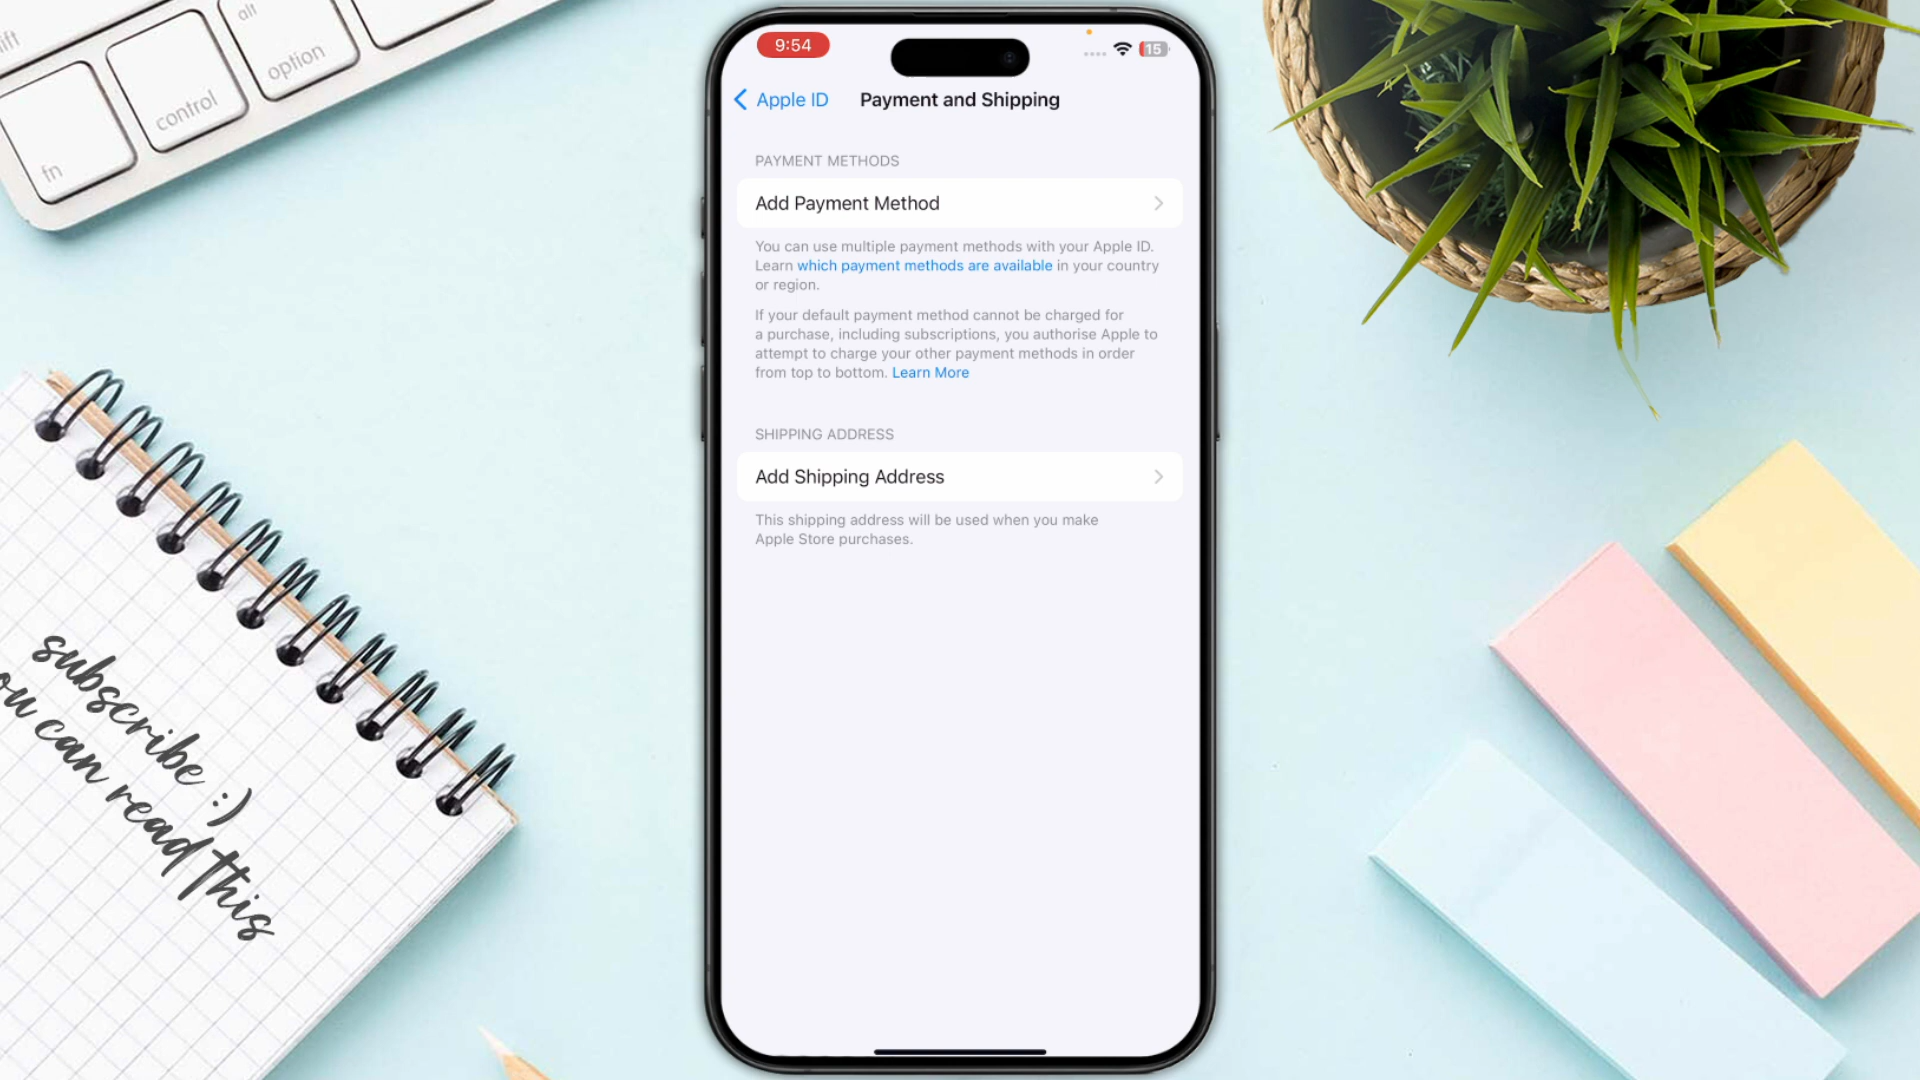 alt
ift
option
control
fn
9:54
15
Apple ID
Payment and Shipping
PAYMENT METHODS
Add Payment Method
You can use multiple payment methods with your Apple ID.
Learn which payment methods are available in your country
or region.
If your default payment method cannot be charged for
a purchase, including subscriptions, you authorise Apple to
attempt to charge your other payment methods in order
from top to bottom. Learn More
SHIPPING ADDRESS
Add Shipping Address
This shipping address will be used when you make
Apple Store purchases.
subscribe :)
ou can read this